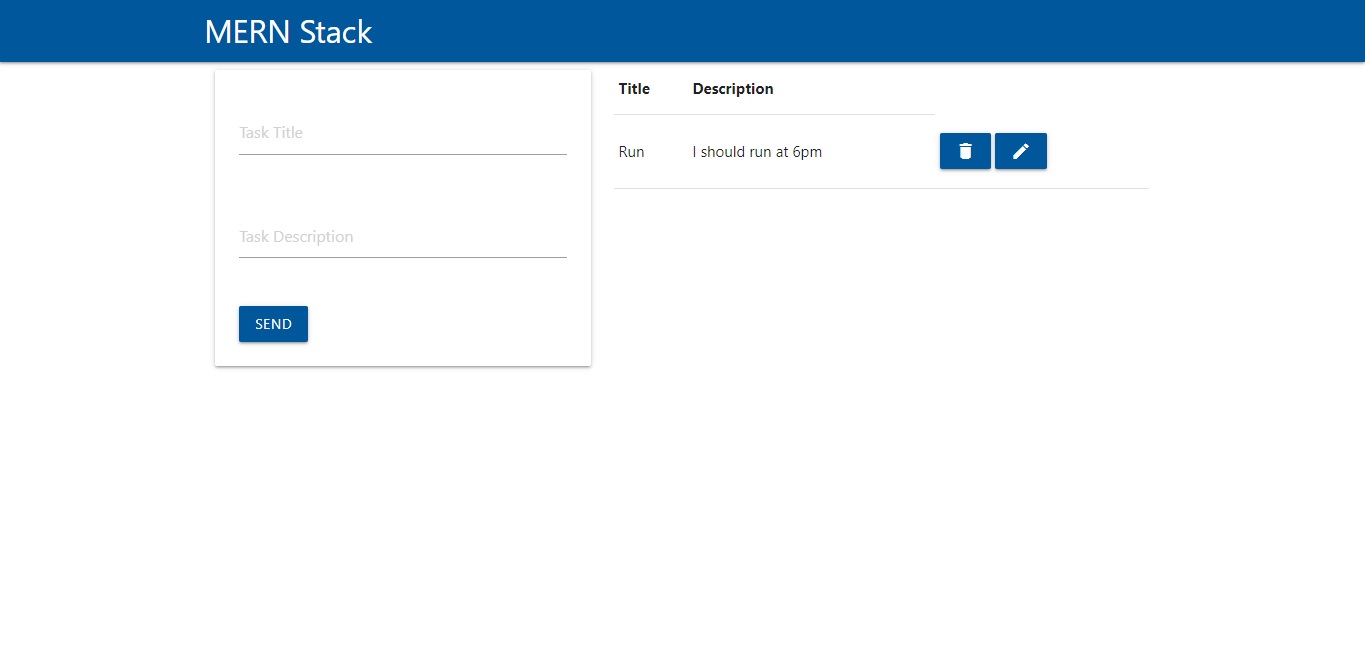 MERN Stack
Task Title
Task Description
SEND
Title Description
Run I should run at 6pm